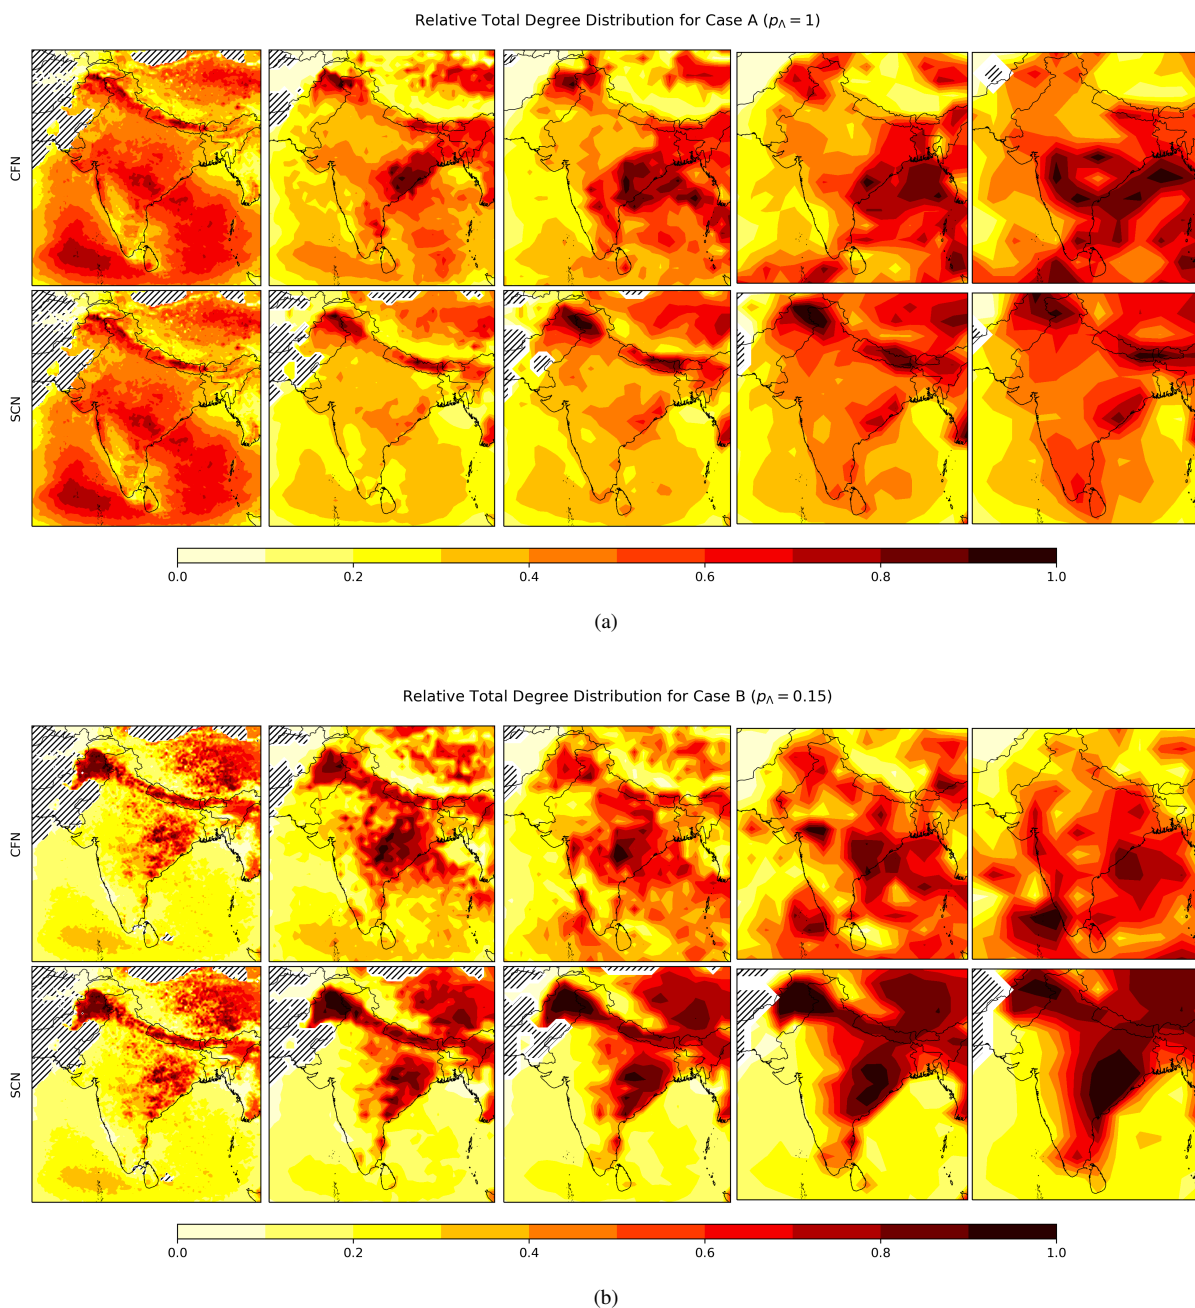 Relative Total Degree Distribution for Case A (p_Λ = 1)
CFN
SCN
0.0 0.2 0.4 0.6 0.8 1.0
(a)
Relative Total Degree Distribution for Case B (p_Λ = 0.15)
CFN
SCN
0.0 0.2 0.4 0.6 0.8 1.0
(b)